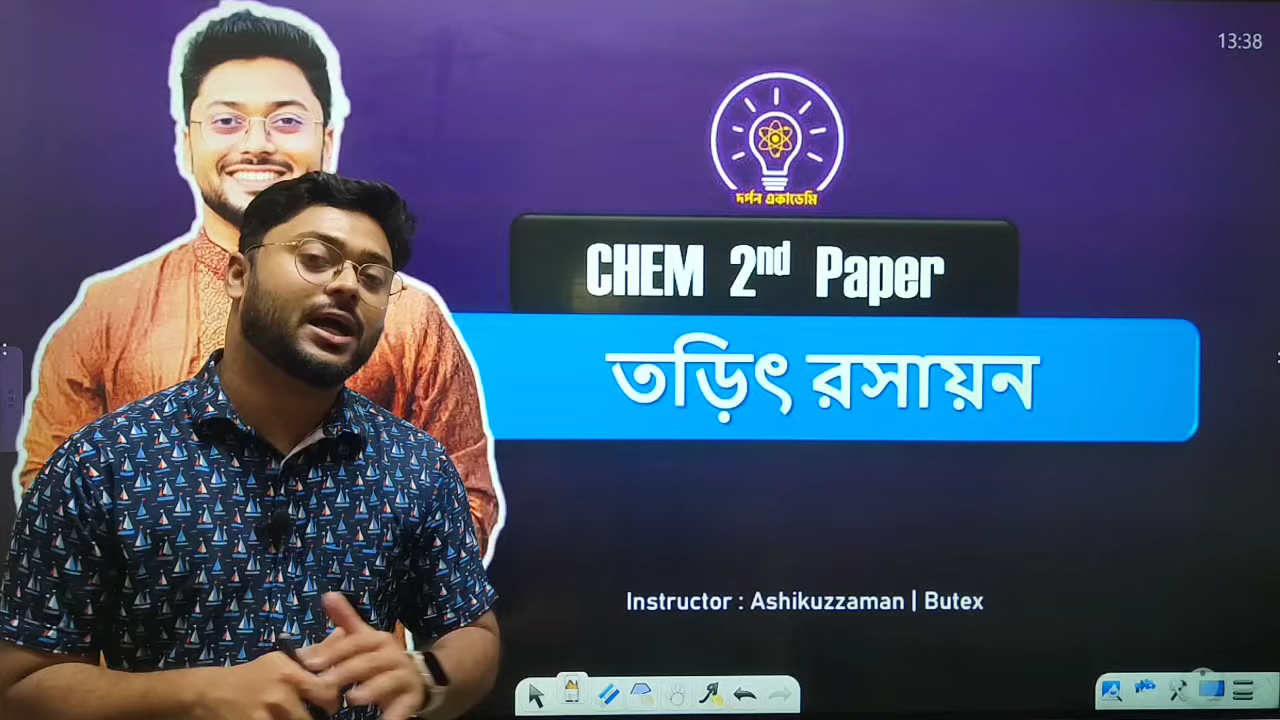 13:38
দর্পন একাডেমি
CHEM 2nd Paper
তড়িৎ রসায়ন
Instructor : Ashikuzzaman | Butex